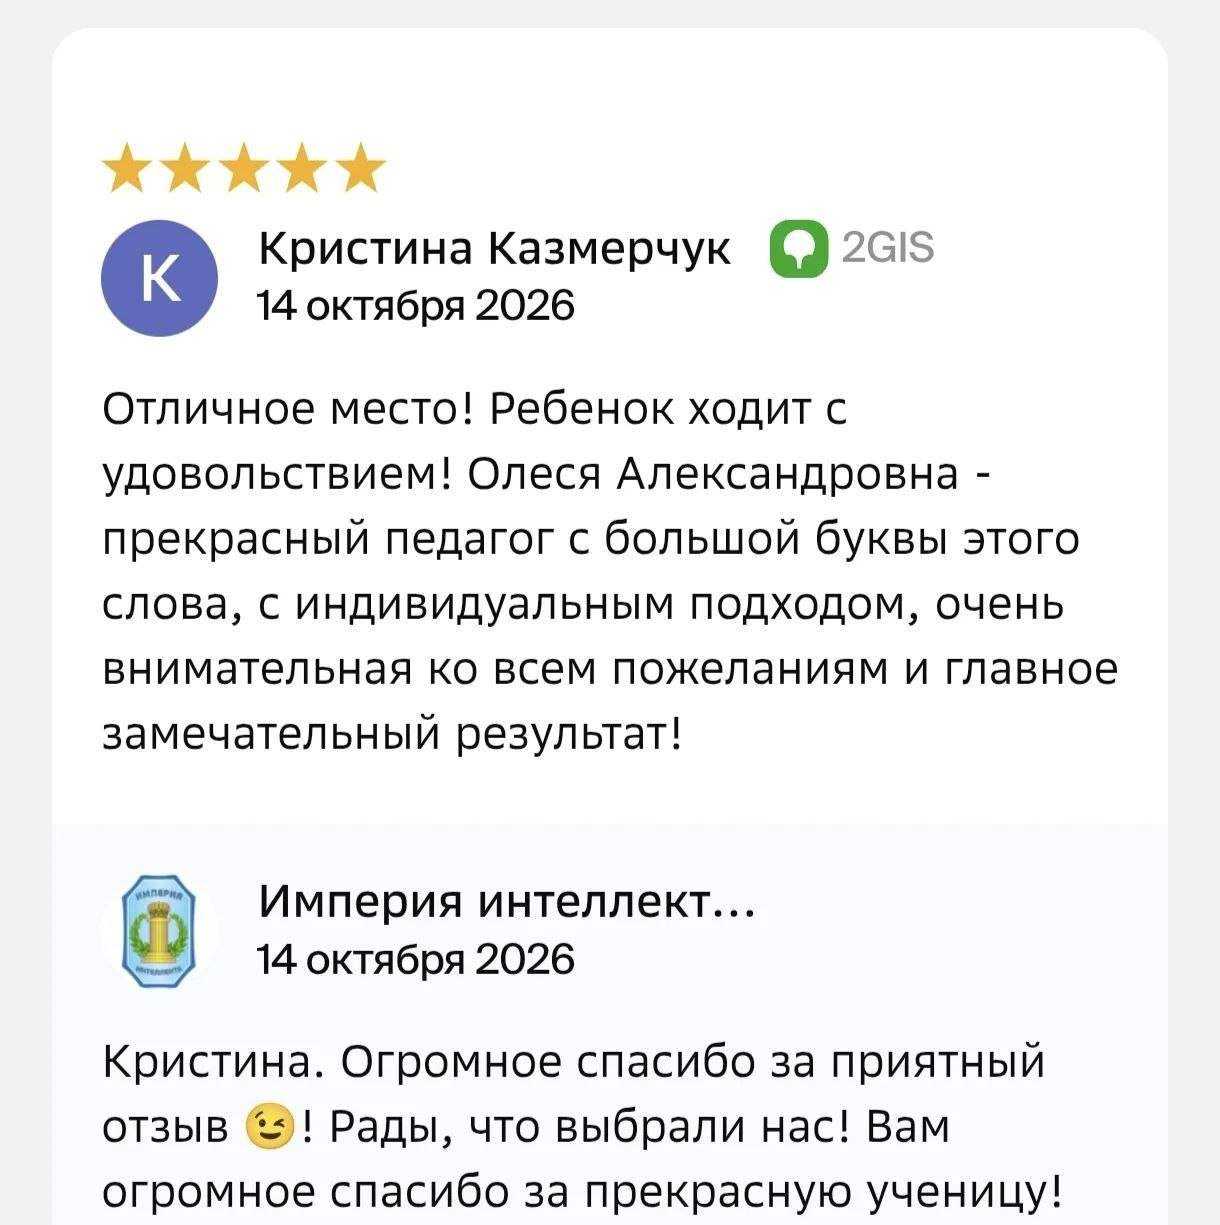 К
Кристина Казмерчук 2GIS
14 октября 2026
Отличное место! Ребенок ходит с
удовольствием! Олеся Александровна -
прекрасный педагог с большой буквы этого
слова, с индивидуальным подходом, очень
внимательная ко всем пожеланиям и главное
замечательный результат!
ИМПЕРИЯ
ИНТЕЛЛЕКТА
Империя интеллект...
14 октября 2026
Кристина. Огромное спасибо за приятный
отзыв 😉! Рады, что выбрали нас! Вам
огромное спасибо за прекрасную ученицу!